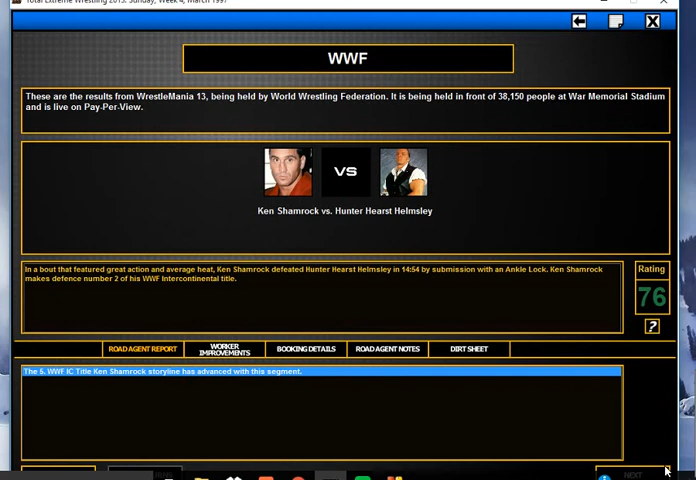 Total Extreme Wrestling 2013: Sunday, Week 4, March 1997
WWF
These are the results from WrestleMania 13, being held by World Wrestling Federation. It is being held in front of 38,150 people at War Memorial Stadium
and is live on Pay-Per-View.
VS
Ken Shamrock vs. Hunter Hearst Helmsley
In a bout that featured great action and average heat, Ken Shamrock defeated Hunter Hearst Helmsley in 14:54 by submission with an Ankle Lock. Ken Shamrock
makes defence number 2 of his WWF Intercontinental title.
Rating
76
?
ROAD AGENT REPORT
WORKER
IMPROVEMENTS
BOOKING DETAILS
ROAD AGENT NOTES
DIRT SHEET
The 5. WWF IC Title Ken Shamrock storyline has advanced with this segment.
NEXT